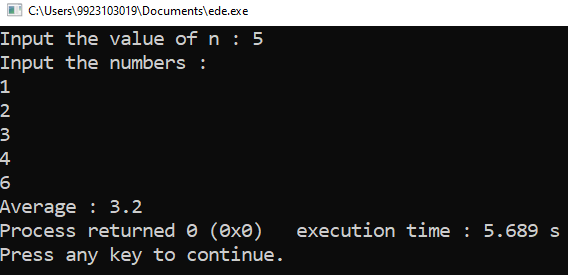 C:\Users\9923103019\Documents\ede.exe
Input the value of n : 5
Input the numbers :
1
2
3
4
6
Average : 3.2
Process returned 0 (0x0)   execution time : 5.689 s
Press any key to continue.